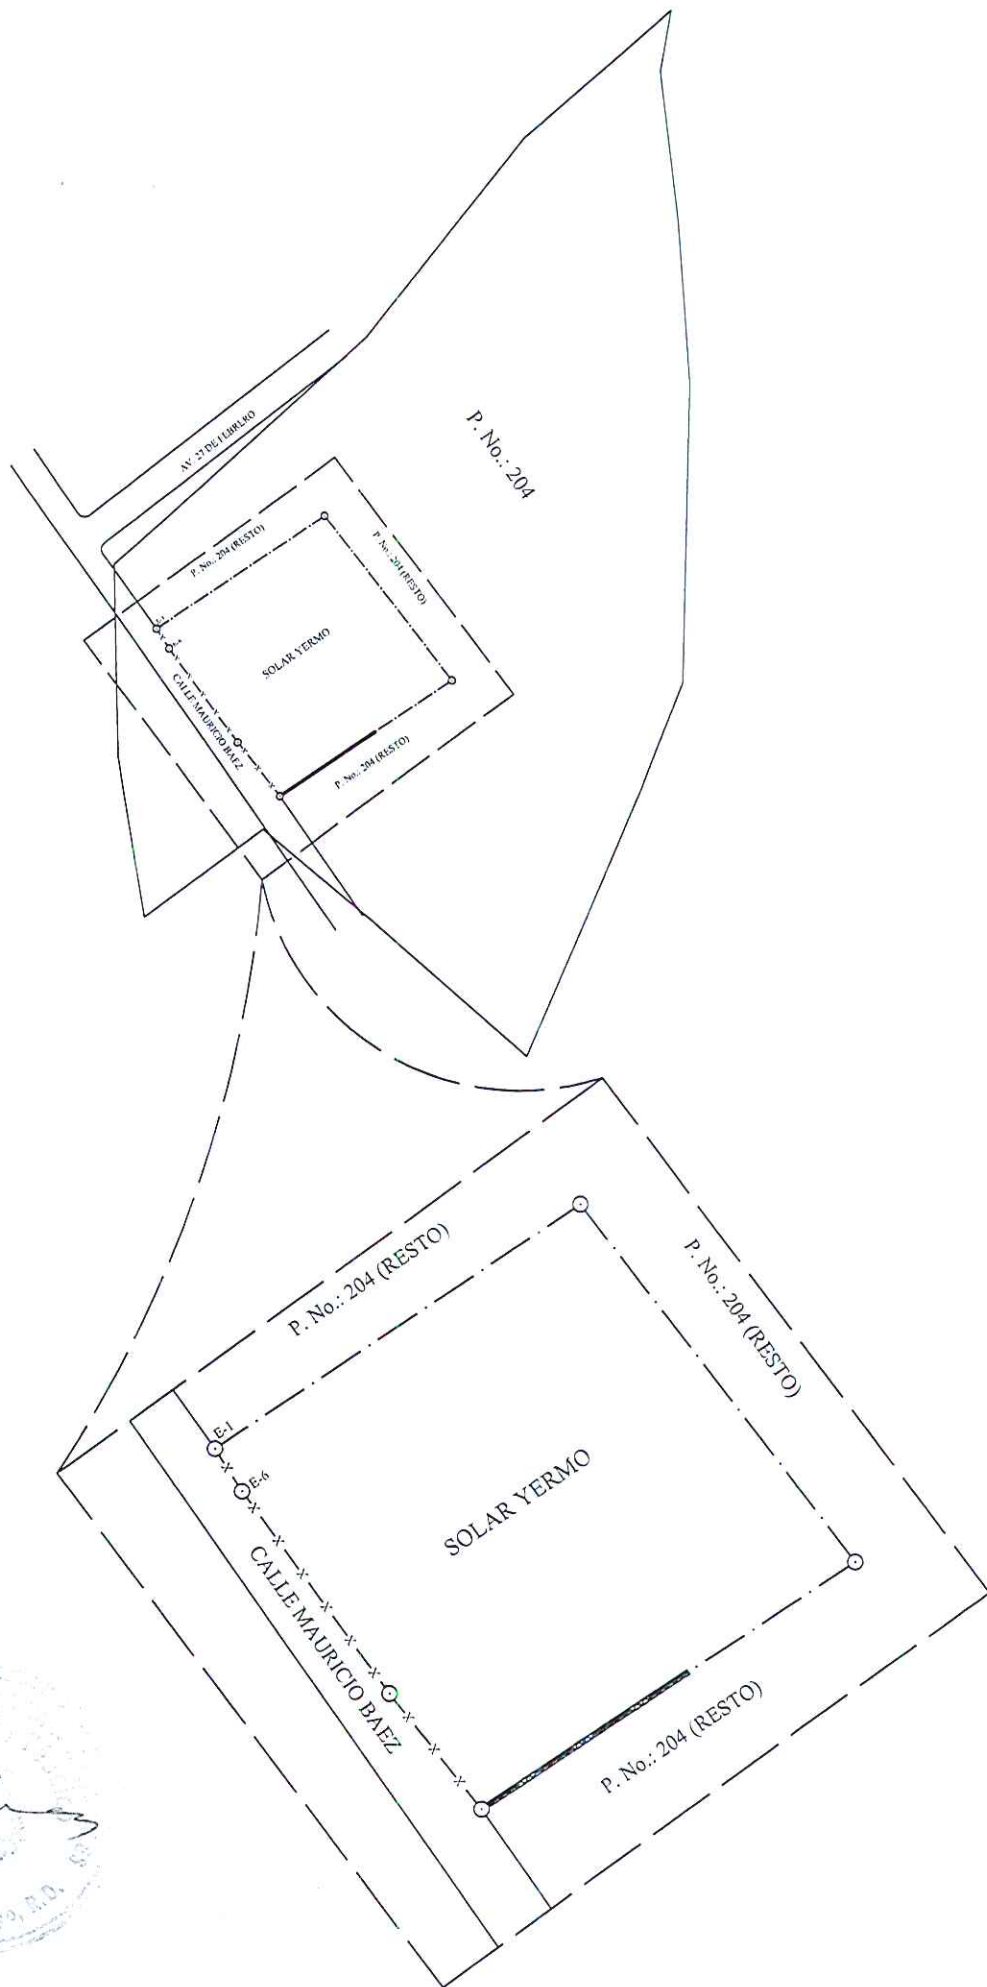 AV. 27 DE FEBRERO
P. No.: 204
P. No.: 204 (RESTO)
P. No.: 204 (RESTO)
E-1
SOLAR YERMO
CALLE MAURICIO BAEZ
P. No.: 204 (RESTO)
P. No.: 204 (RESTO)
P. No.: 204 (RESTO)
E-1
E-6
SOLAR YERMO
CALLE MAURICIO BAEZ
P. No.: 204 (RESTO)
R.D.